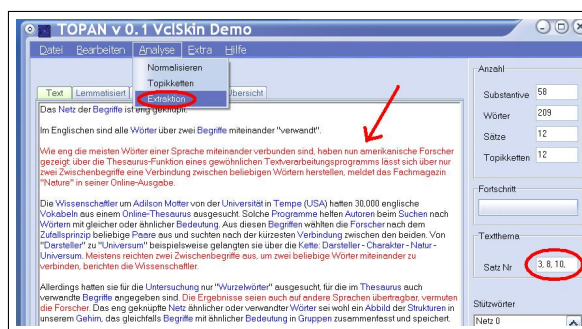 TOPAN v 0.1 VclSkin Demo
Datei Bearbeiten Analyse Extra Hilfe
Normalisieren
Topikketten
Extraktion
Text Lemmatisiert Übersicht
Das Netz der Begriffe ist eng geknüpft.
Im Englischen sind alle Wörter über zwei Begriffe miteinander "verwandt".
Wie eng die meisten Wörter einer Sprache miteinander verbunden sind, haben nun amerikanische Forscher
gezeigt: über die Thesaurus-Funktion eines gewöhnlichen Textverarbeitungsprogramms lässt sich über nur
zwei Zwischenbegriffe eine Verbindung zwischen beliebigen Wörtern herstellen, meldet das Fachmagazin
"Nature" in seiner Online-Ausgabe.
Die Wissenschaftler um Adilson Motter von der Universität in Tempe (USA) hatten 30,000 englische
Vokabeln aus einem Online-Thesaurus ausgesucht. Solche Programme helfen Autoren beim Suchen nach
Wörtern mit gleicher oder ähnlicher Bedeutung. Aus diesen Begriffen wählten die Forscher nach dem
Zufallsprinzip beliebige Paare aus und suchten nach der kürzesten Verbindung zwischen den beiden. Von
"Darsteller" zu "Universum" beispielsweise gelangten sie über die Kette: Darsteller - Charakter - Natur -
Universum. Meistens reichten zwei Zwischenbegriffe aus, um zwei beliebige Wörter miteinander zu
verbinden, berichten die Wissenschaftler.
Allerdings hatten sie für die Untersuchung nur "Wurzelwörter" ausgesucht, für die im Thesaurus auch
verwandte Begriffe angegeben sind. Die Ergebnisse seien auch auf andere Sprachen übertragbar, vermuten
die Forscher. Das eng geknüpfte Netz ähnlicher oder verwandter Wörter sei wohl ein Abbild der Strukturen in
unserem Gehirn, das gleichfalls Begriffe mit ähnlicher Bedeutung in Gruppen zusammenfasst und speichert.
Anzahl
Substantive 58
Wörter 209
Sätze 12
Topikketten 12
Fortschritt
Textthema
Satz Nr 3, 8, 10,
Stützwörter
Netz 0